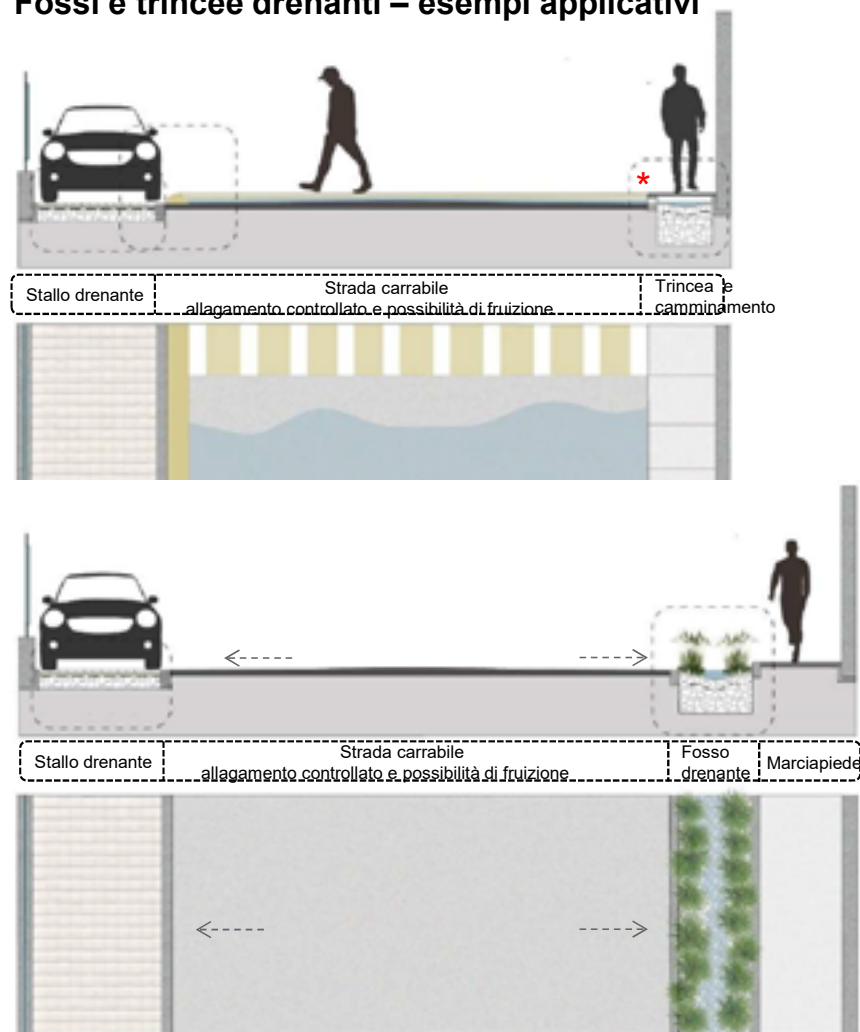 Fossi e trincee drenanti – esempi applicativi
*
Stallo drenante
Strada carrabile
allagamento controllato e possibilità di fruizione
Trincea e
camminamento
Stallo drenante
Strada carrabile
allagamento controllato e possibilità di fruizione
Fosso
drenante
Marciapiede